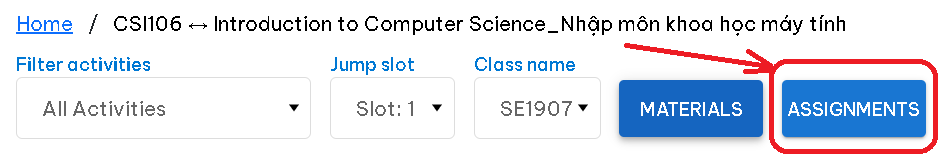 Home / CSI106 ↔ Introduction to Computer Science_Nhập môn khoa học máy tính
Filter activities Jump slot Class name
All Activities Slot: 1 SE1907 MATERIALS ASSIGNMENTS